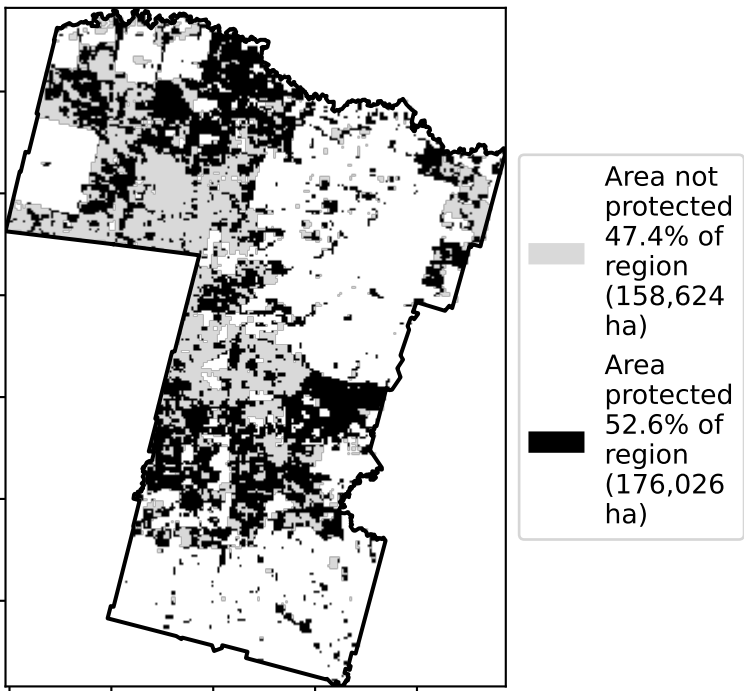 Area not
protected
47.4% of
region
(158,624
ha)
Area
protected
52.6% of
region
(176,026
ha)